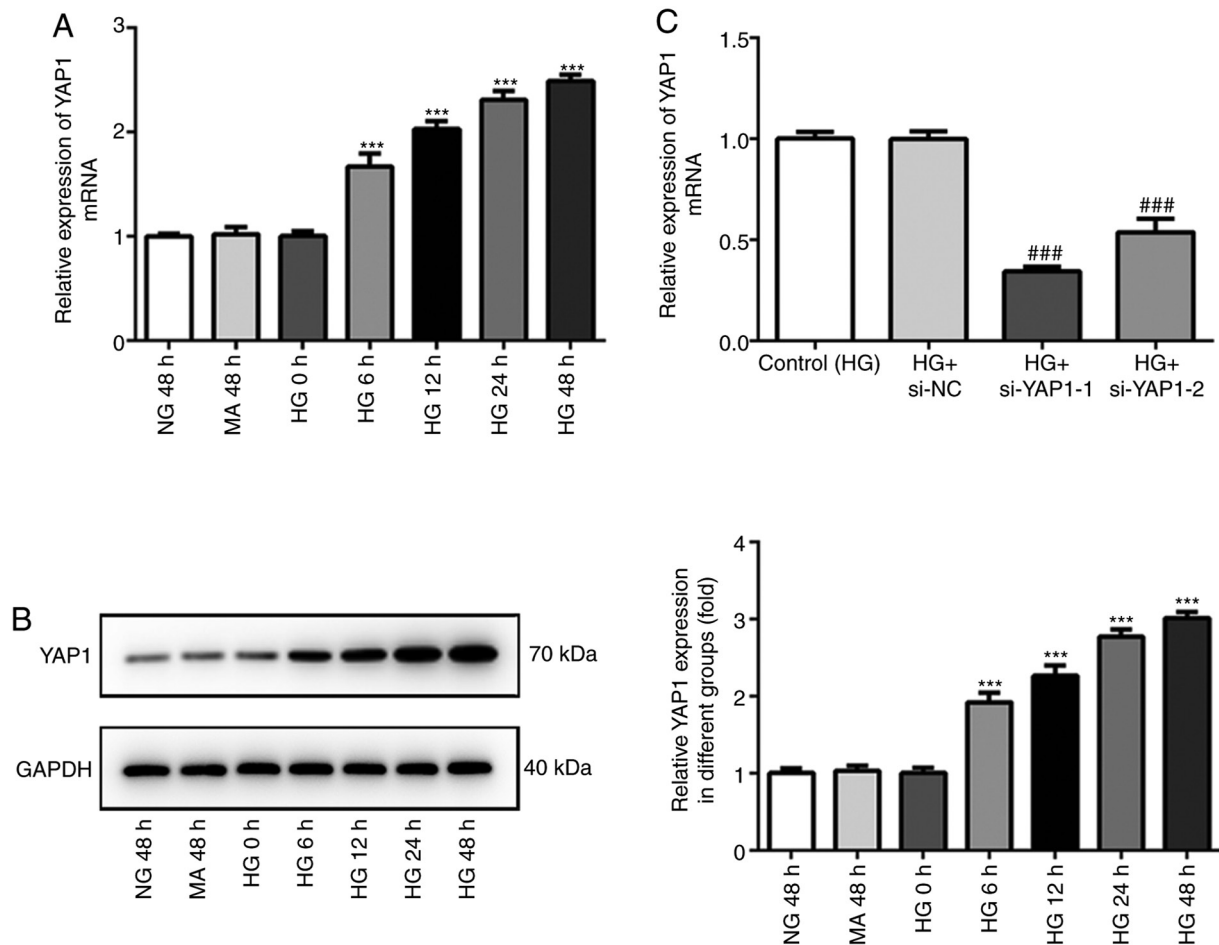 A
Relative expression of YAP1
mRNA
3
2
1
0
***
***
***
***
NG 48 h
MA 48 h
HG 0 h
HG 6 h
HG 12 h
HG 24 h
HG 48 h
C
Relative expression of YAP1
mRNA
1.5
1.0
0.5
0.0
###
###
Control (HG)
HG+
si-NC
HG+
si-YAP1-1
HG+
si-YAP1-2
B
YAP1
70 kDa
GAPDH
40 kDa
NG 48 h
MA 48 h
HG 0 h
HG 6 h
HG 12 h
HG 24 h
HG 48 h
Relative YAP1 expression
in different groups (fold)
4
3
2
1
0
***
***
***
***
NG 48 h
MA 48 h
HG 0 h
HG 6 h
HG 12 h
HG 24 h
HG 48 h